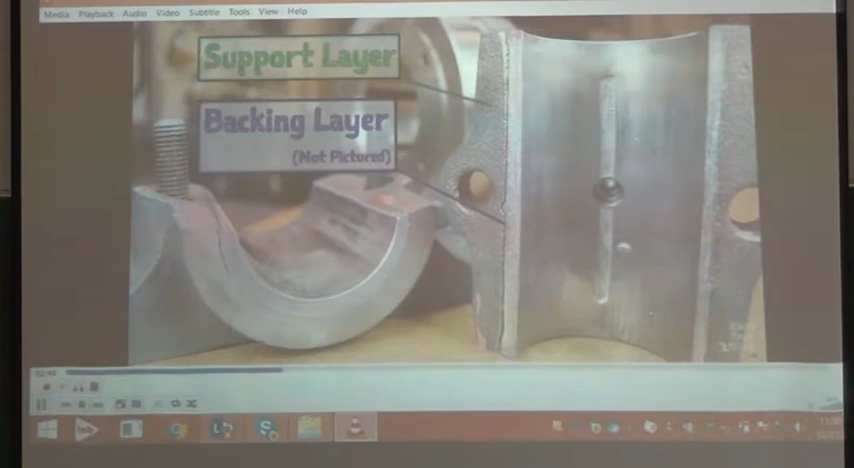 Media Playback Audio Video Subtitle Tools View Help
Support Layer
Backing Layer
(Not Pictured)